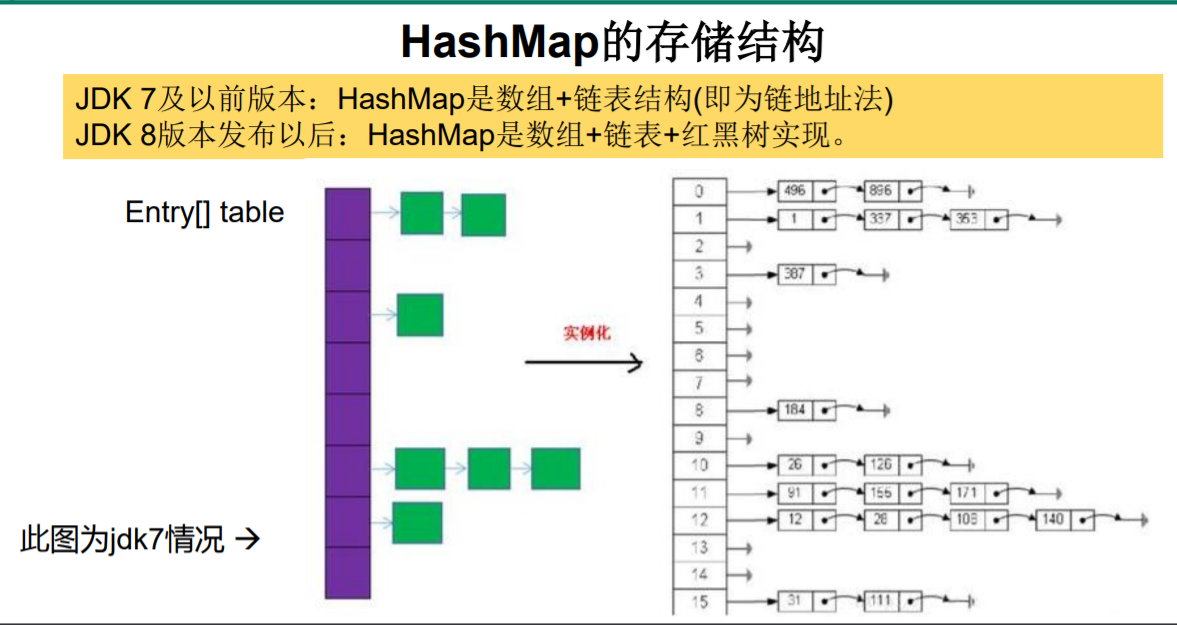 HashMap的存储结构
JDK 7及以前版本：HashMap是数组+链表结构(即为链地址法)
JDK 8版本发布以后：HashMap是数组+链表+红黑树实现。
Entry[] table
实例化
此图为jdk7情况 →
0 496 896
1 1 337 353
2
3 387
4
5
6
7
8 184
9
10 26 126
11 91 155 171
12 12 28 108 140
13
14
15 31 111